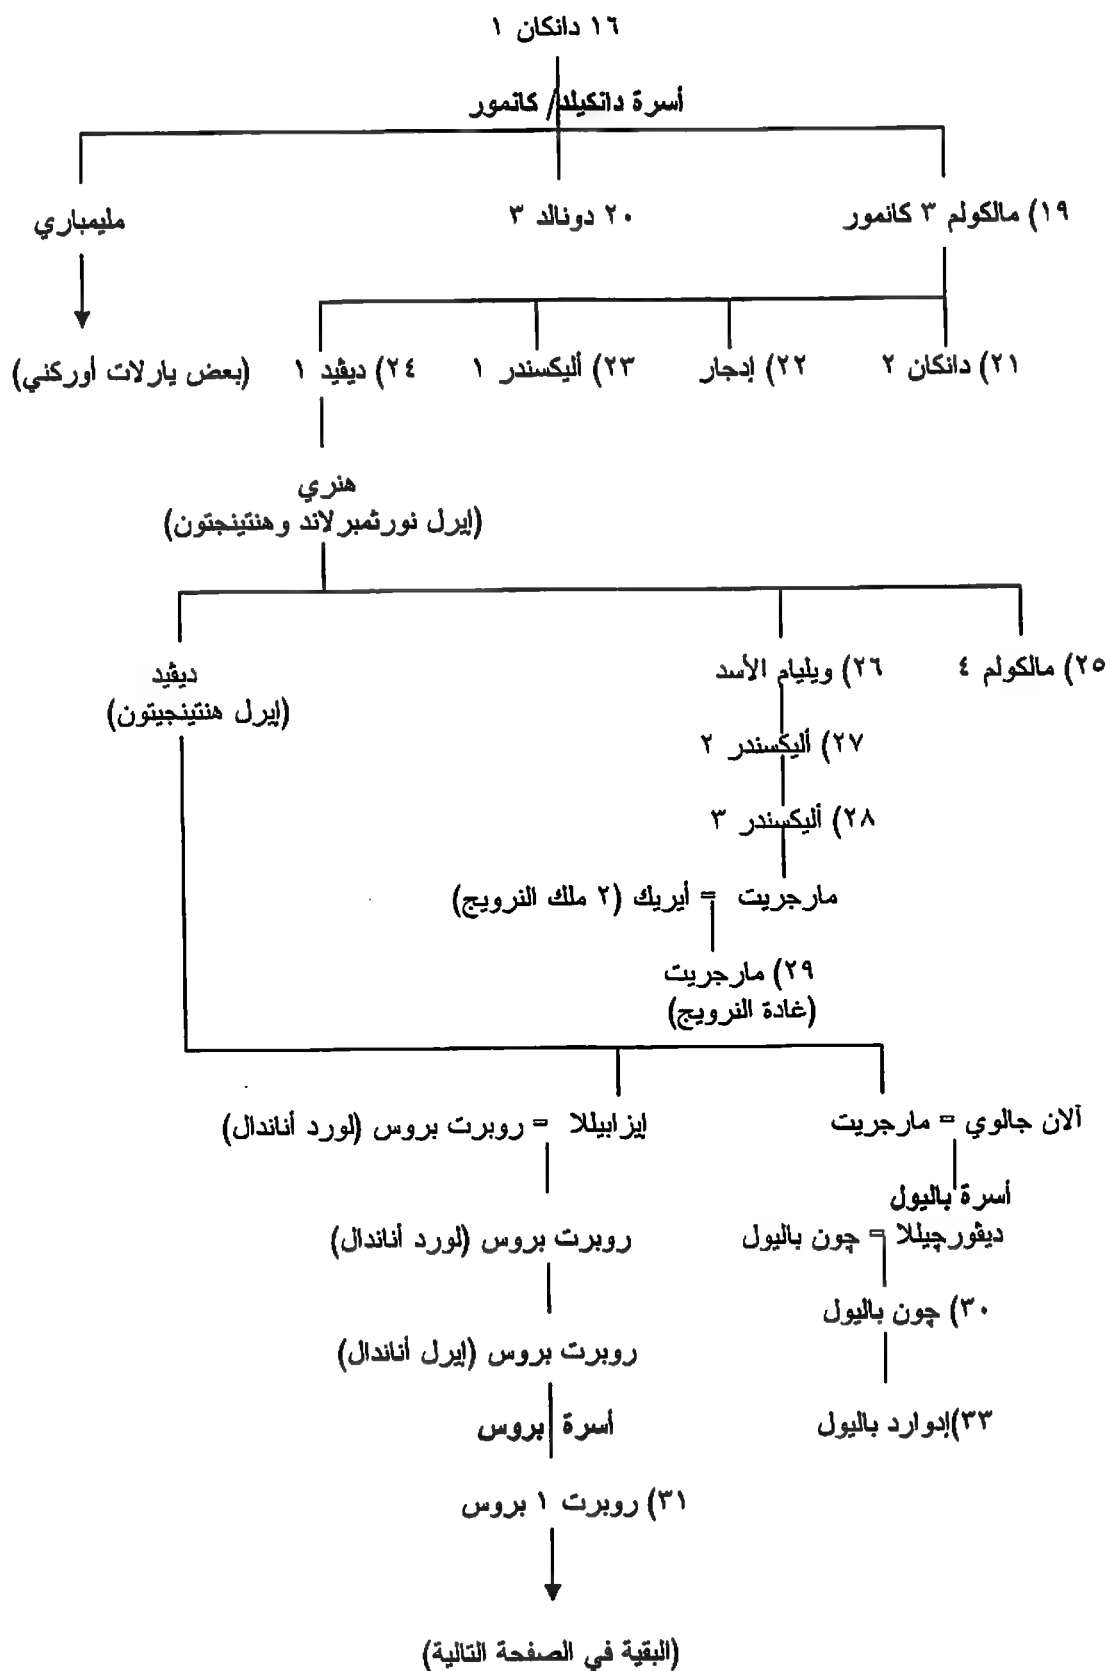 ١٦ دانكان ١
أسرة دانكيلد/ كانمور
١٩) مالكولم ٣ كانمور
٢٠ دونالد ٣
مليمباري
٢١) دانكان ٢
٢٢) إدجار
٢٣) أليكسندر ١
٢٤) ديڤيد ١
(بعض يارلات أوركني)
هنري
(إيرل نورثمبرلاند وهنتينجتون)
٢٥) مالكولم ٤
٢٦) ويليام الأسد
ديڤيد
(إيرل هنتينجيتون)
٢٧) أليكسندر ٢
٢٨) أليكسندر ٣
مارجريت = أيريك (٢ ملك النرويج)
٢٩) مارجريت
(غادة النرويج)
آلان جالوي = مارجريت
إيزابيللا = روبرت بروس (لورد أناندال)
أسرة باليول
ديڤورچيللا = چون باليول
روبرت بروس (لورد أناندال)
٣٠) چون باليول
روبرت بروس (إيرل أناندال)
٣٣)إدوارد باليول
أسرة بروس
٣١) روبرت ١ بروس
(البقية في الصفحة التالية)